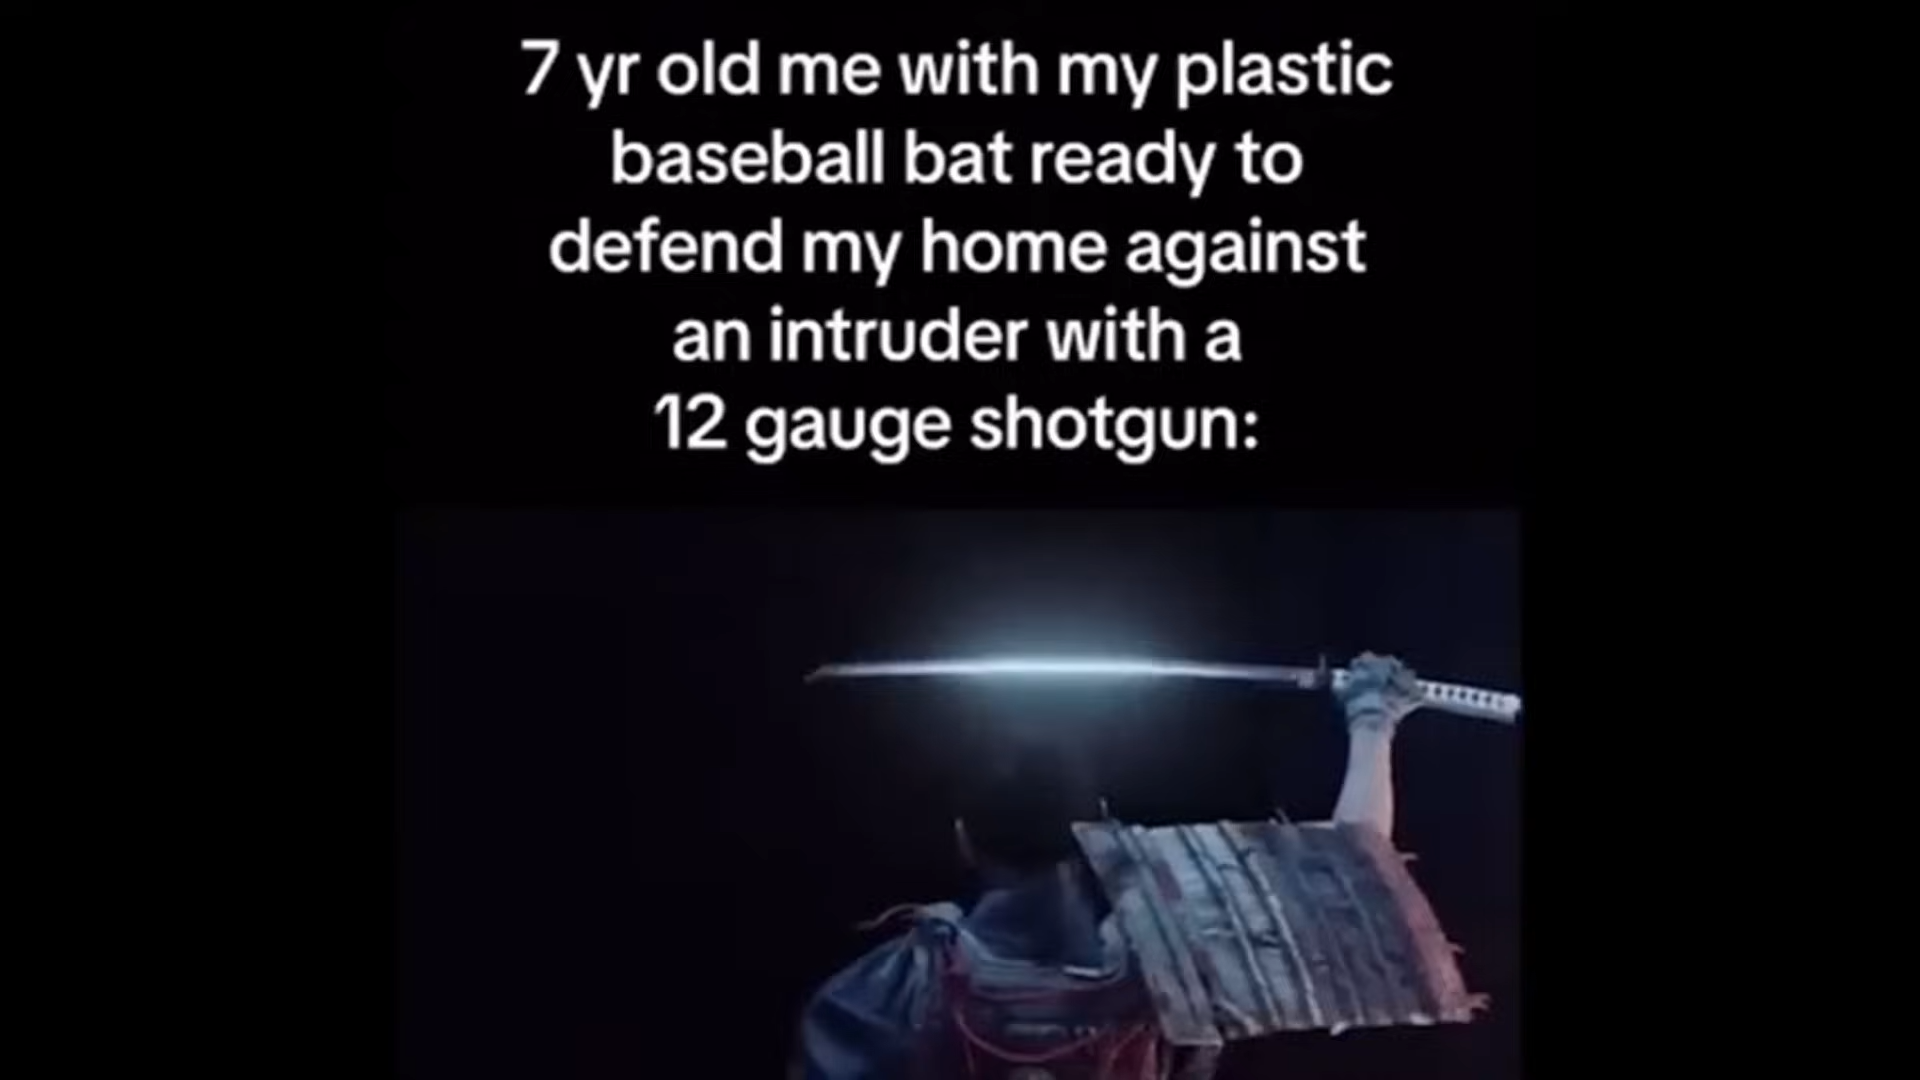 7 yr old me with my plastic
baseball bat ready to
defend my home against
an intruder with a
12 gauge shotgun: